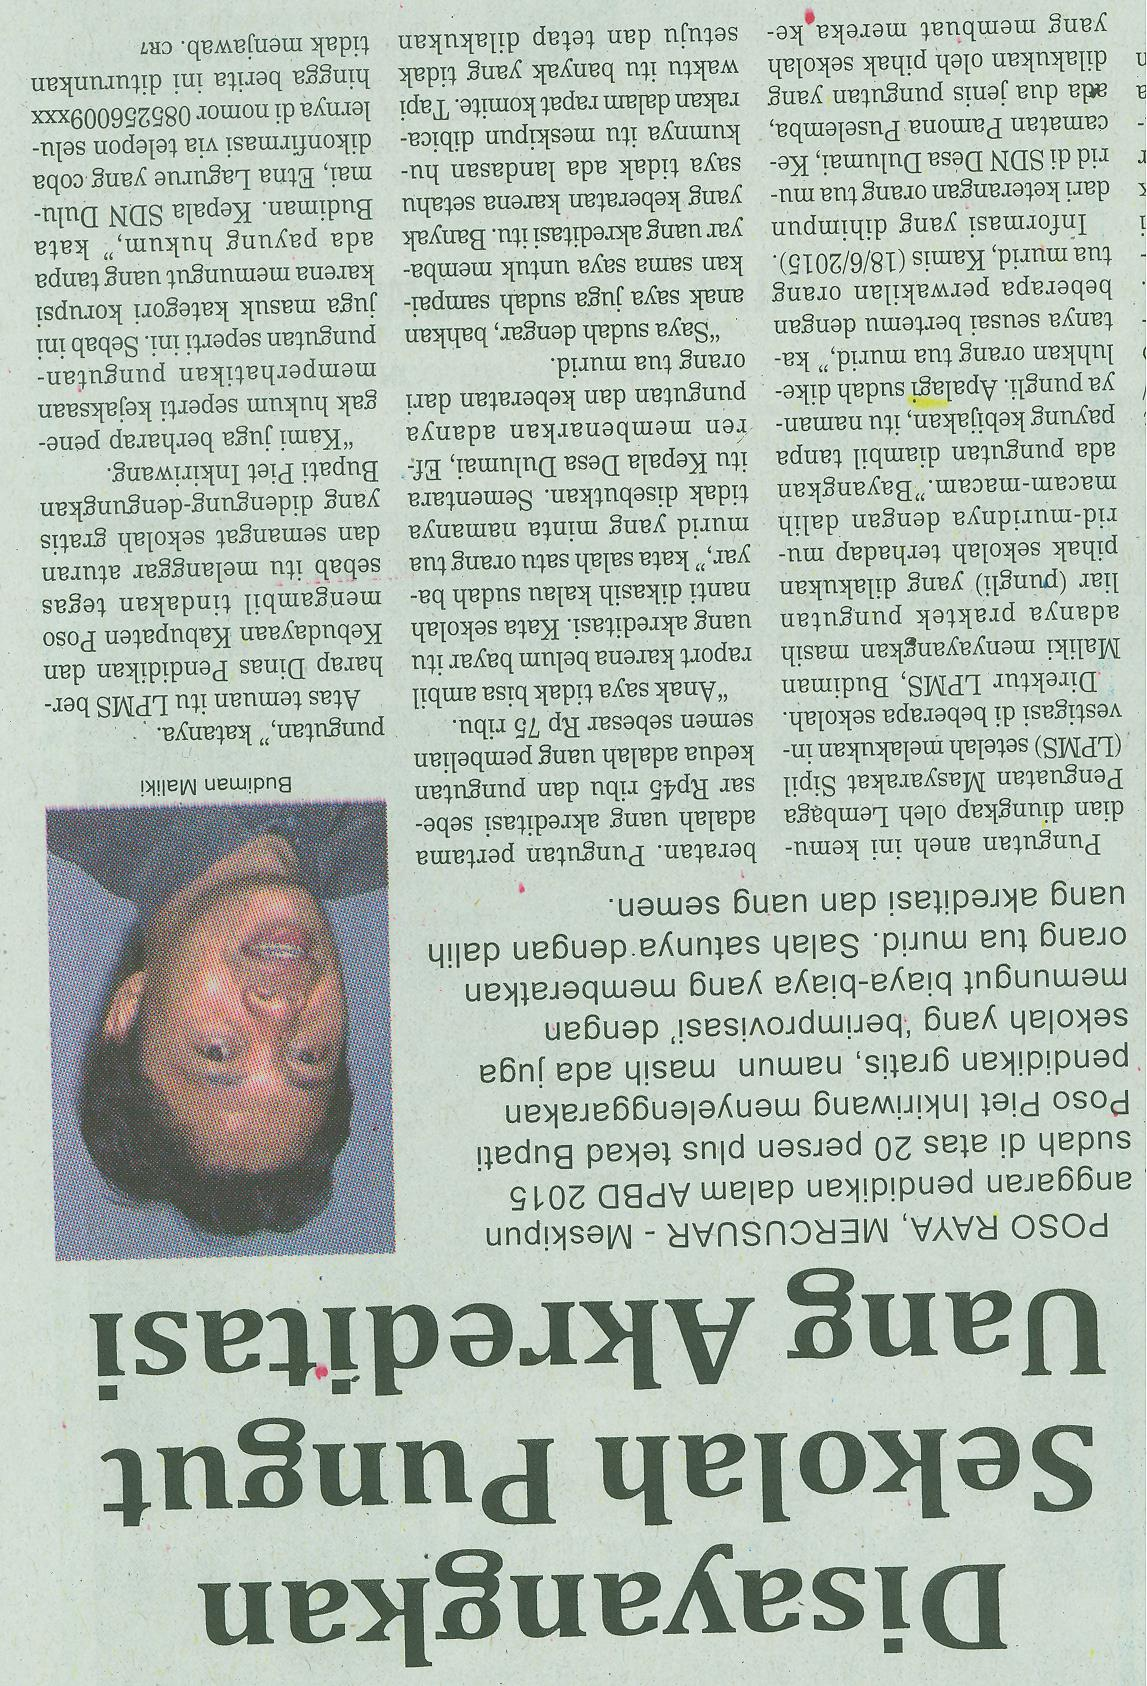 Disayangkan
Sekolah Pungut
Uang Akreditasi
POSO RAYA, MERCUSUAR - Meskipun
anggaran pendidikan dalam APBD 2015
sudah di atas 20 persen plus tekad Bupati
Poso Piet Inkiriwang menyelenggarakan
pendidikan gratis, namun masih ada juga
sekolah yang ‘berimprovisasi’ dengan
memungut biaya-biaya yang memberatkan
orang tua murid. Salah satunya dengan dalih
uang akreditasi dan uang semen.
Pungutan aneh ini kemu-
dian diungkap oleh Lembaga
Penguatan Masyarakat Sipil
(LPMS) setelah melakukan in-
vestigasi di beberapa sekolah.
Direktur LPMS, Budiman
Maliki menyayangkan masih
adanya praktek pungutan
liar (pungli) yang dilakukan
pihak sekolah terhadap mu-
rid-muridnya dengan dalih
macam-macam. “Bayangkan
ada pungutan diambil tanpa
payung kebijakan, itu naman-
ya pungli. Apalagi sudah dike-
luhkan orang tua murid,” ka-
tanya seusai bertemu dengan
beberapa perwakilan orang
tua murid, Kamis (18/6/2015).
Informasi yang dihimpun
dari keterangan orang tua mu-
rid di SDN Desa Dulumai, Ke-
camatan Pamona Puselemba,
ada dua jenis pungutan yang
dilakukan oleh pihak sekolah
yang membuat mereka ke-
beratan. Pungutan pertama
adalah uang akreditasi sebe-
sar Rp45 ribu dan pungutan
kedua adalah uang pembelian
semen sebesar Rp 75 ribu.
“Anak saya tidak bisa ambil
raport karena belum bayar itu
uang akreditasi. Kata sekolah
nanti dikasih kalau sudah ba-
yar,” kata salah satu orang tua
murid yang minta namanya
tidak disebutkan. Sementara
itu Kepala Desa Dulumai, Ef-
ren membenarkan adanya
pungutan dan keberatan dari
orang tua murid.
“Saya sudah dengar, bahkan
anak saya juga sudah sampai-
kan sama saya untuk memba-
yar uang akreditasi itu. Banyak
yang keberatan karena setahu
saya tidak ada landasan hu-
kumnya itu meskipun dibica-
rakan dalam rapat komite. Tapi
waktu itu banyak yang tidak
setuju dan tetap dilakukan
Budiman Maliki
pungutan,” katanya.
Atas temuan itu LPMS ber-
harap Dinas Pendidikan dan
Kebudayaan Kabupaten Poso
mengambil tindakan tegas
sebab itu melanggar aturan
dan semangat sekolah gratis
yang didengung-dengungkan
Bupati Piet Inkiriwang.
“Kami juga berharap pene-
gak hukum seperti kejaksaan
memperhatikan pungutan-
pungutan seperti ini. Sebab ini
juga masuk kategori korupsi
karena memungut uang tanpa
ada payung hukum,” kata
Budiman. Kepala SDN Dulu-
mai, Etna Lagurue yang coba
dikonfirmasi via telepon selu-
lernya di nomor 085256009xxx
hingga berita ini diturunkan
tidak menjawab. CR7